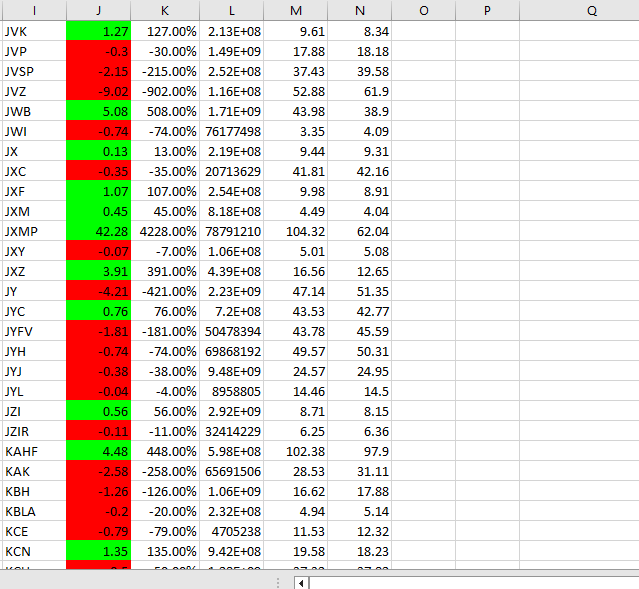 I J K L M N O P Q
JVK 1.27 127.00% 2.13E+08 9.61 8.34
JVP -0.3 -30.00% 1.49E+09 17.88 18.18
JVSP -2.15 -215.00% 2.52E+08 37.43 39.58
JVZ -9.02 -902.00% 1.16E+08 52.88 61.9
JWB 5.08 508.00% 1.71E+09 43.98 38.9
JWI -0.74 -74.00% 76177498 3.35 4.09
JX 0.13 13.00% 2.19E+08 9.44 9.31
JXC -0.35 -35.00% 20713629 41.81 42.16
JXF 1.07 107.00% 2.54E+08 9.98 8.91
JXM 0.45 45.00% 8.18E+08 4.49 4.04
JXMP 42.28 4228.00% 78791210 104.32 62.04
JXY -0.07 -7.00% 1.06E+08 5.01 5.08
JXZ 3.91 391.00% 4.39E+08 16.56 12.65
JY -4.21 -421.00% 2.23E+09 47.14 51.35
JYC 0.76 76.00% 7.2E+08 43.53 42.77
JYFV -1.81 -181.00% 50478394 43.78 45.59
JYH -0.74 -74.00% 69868192 49.57 50.31
JYJ -0.38 -38.00% 9.48E+09 24.57 24.95
JYL -0.04 -4.00% 8958805 14.46 14.5
JZI 0.56 56.00% 2.92E+09 8.71 8.15
JZIR -0.11 -11.00% 32414229 6.25 6.36
KAHF 4.48 448.00% 5.98E+08 102.38 97.9
KAK -2.58 -258.00% 65691506 28.53 31.11
KBH -1.26 -126.00% 1.06E+09 16.62 17.88
KBLA -0.2 -20.00% 2.32E+08 4.94 5.14
KCE -0.79 -79.00% 4705238 11.53 12.32
KCN 1.35 135.00% 9.42E+08 19.58 18.23